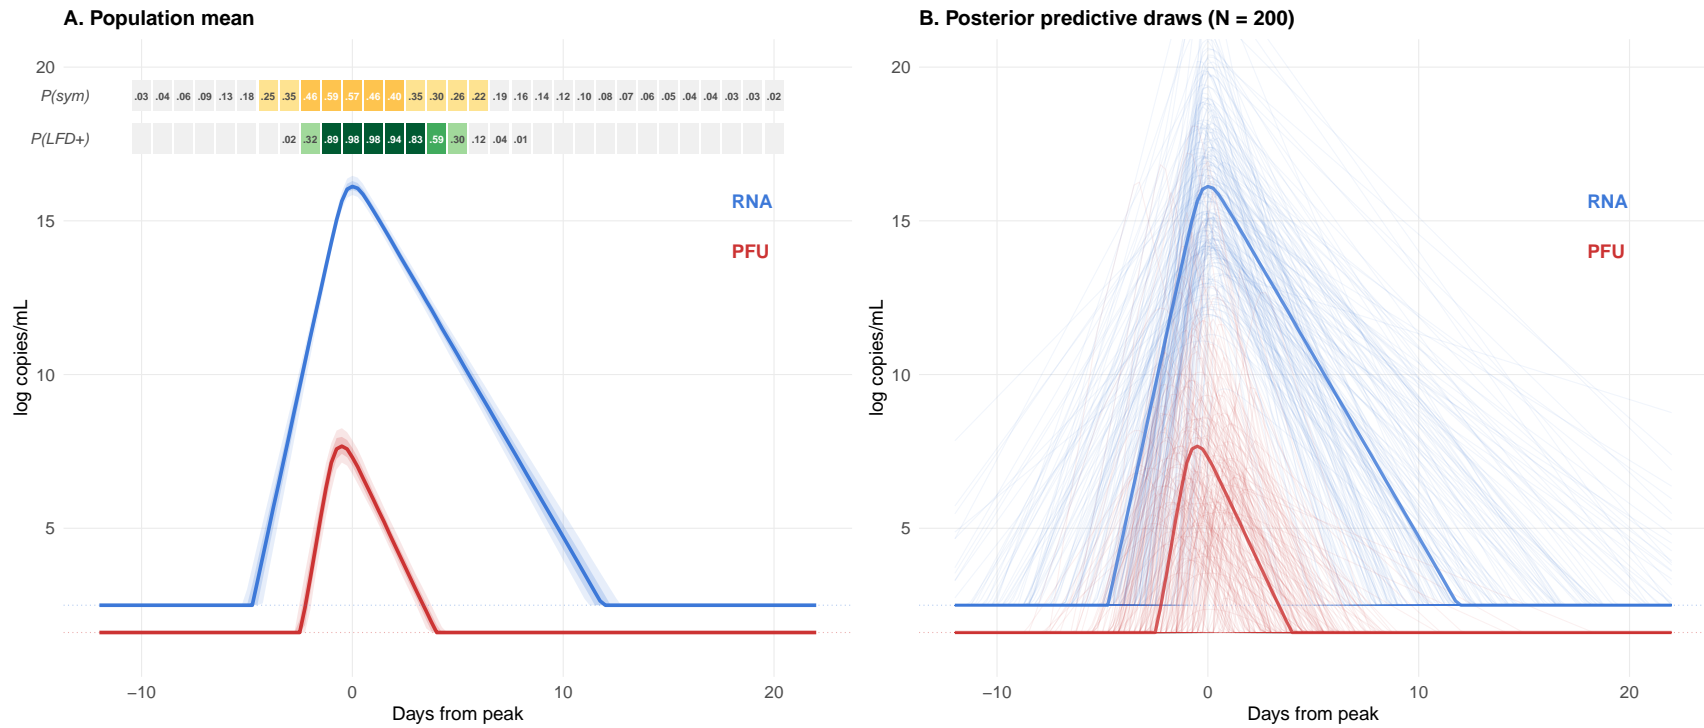 A. Population mean
20
P(sym) .03 .04 .06 .09 .13 .18 .25 .35 .46 .59 .57 .46 .40 .35 .30 .26 .22 .19 .16 .14 .12 .10 .08 .07 .06 .05 .04 .04 .03 .03 .02
P(LFD+) .02 .32 .89 .98 .98 .94 .83 .59 .30 .12 .04 .01
RNA
15
PFU
10
5
log copies/mL
−10 0 10 20
Days from peak
B. Posterior predictive draws (N = 200)
20
RNA
15
PFU
10
5
log copies/mL
−10 0 10 20
Days from peak